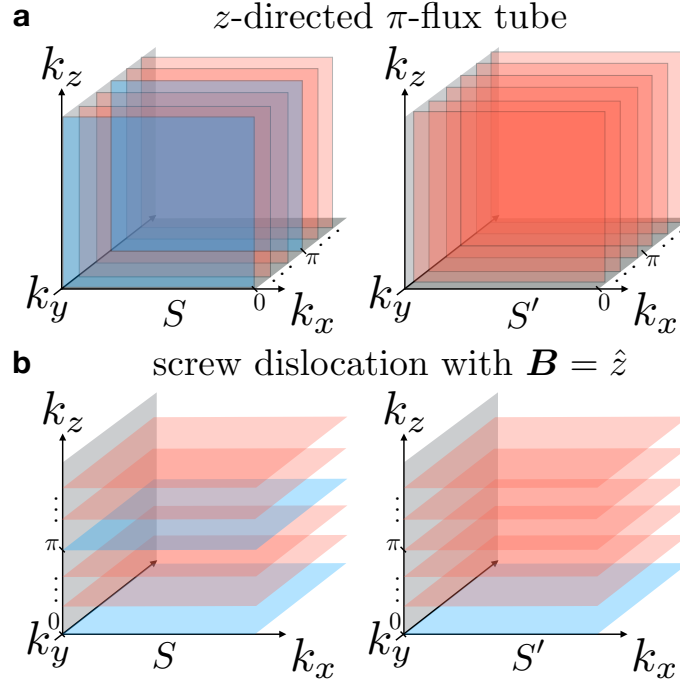 a z-directed π-flux tube
k_z k_z
π π
⋯ ⋯
⋯ ⋯
0 0
k_y S k_x k_y S′ k_x
b screw dislocation with B = ẑ
k_z k_z
⋮ ⋮
π π
⋮ ⋮
0 0
k_y S k_x k_y S′ k_x